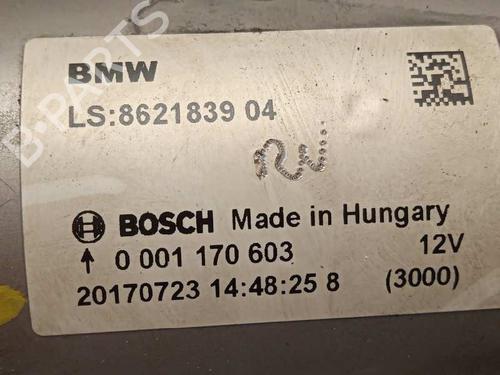 B-PARTS
BMW
LS:8621839 04
BOSCH Made in Hungary
0 001 170 603 12V
20170723 14:48:25 8 (3000)